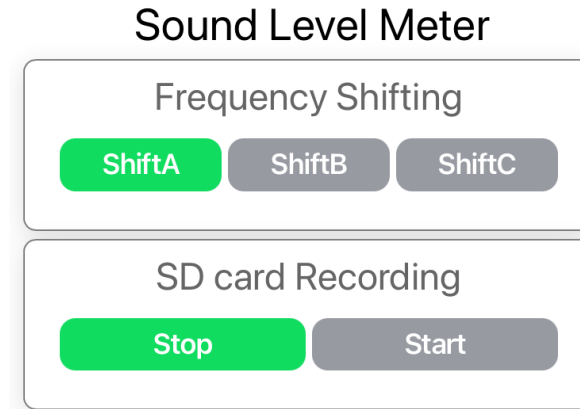 Sound Level Meter
Frequency Shifting
ShiftA ShiftB ShiftC
SD card Recording
Stop Start